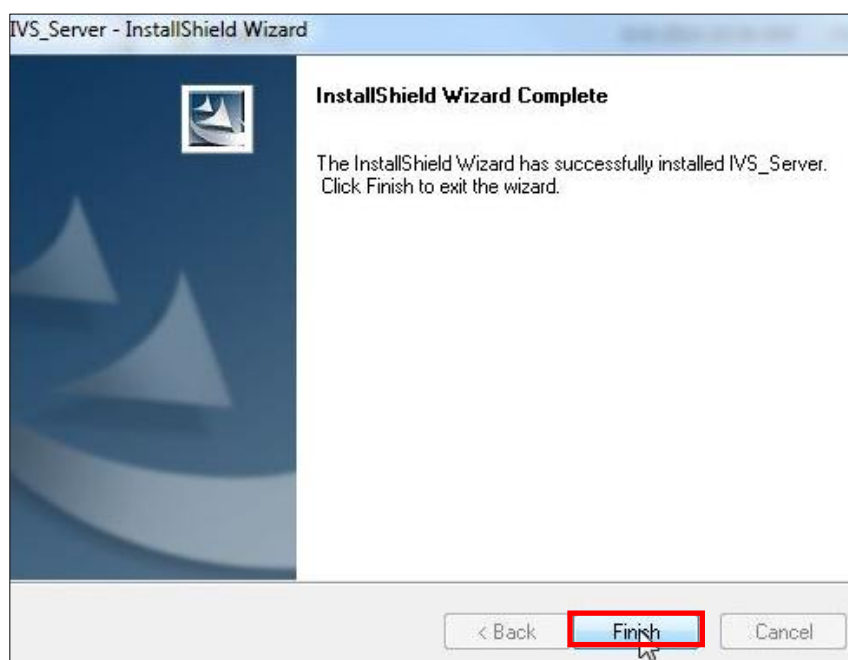 IVS_Server - InstallShield Wizard
InstallShield Wizard Complete
The InstallShield Wizard has successfully installed IVS_Server.
Click Finish to exit the wizard.
< Back
Finish
Cancel